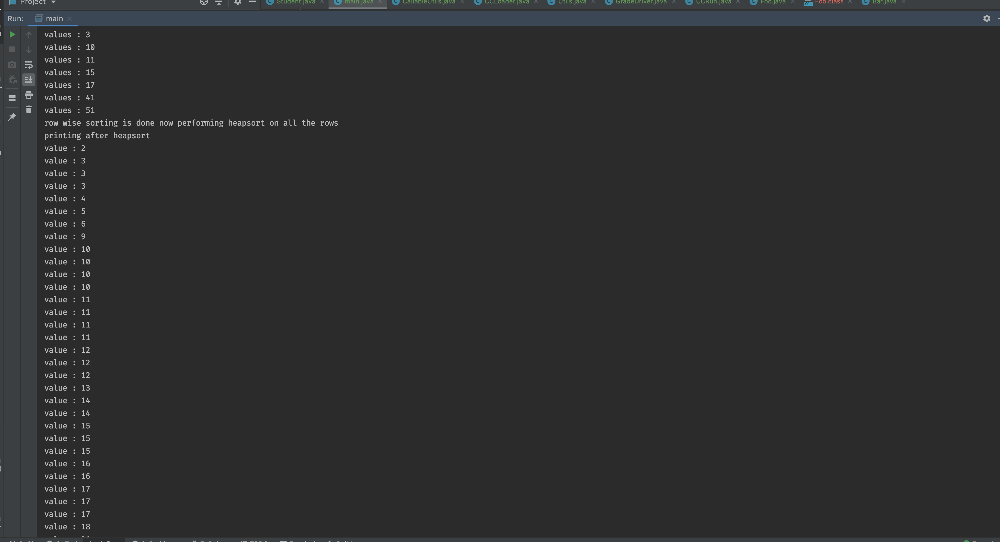 Project
Student.java main.java CallableUtils.java CCLoader.java Utils.java GradeDriver.java CCRun.java Foo.java Foo.class Bar.java
Run: main
values : 3
values : 10
values : 11
values : 15
values : 17
values : 41
values : 51
row wise sorting is done now performing heapsort on all the rows
printing after heapsort
value : 2
value : 3
value : 3
value : 3
value : 4
value : 5
value : 6
value : 9
value : 10
value : 10
value : 10
value : 10
value : 11
value : 11
value : 11
value : 11
value : 12
value : 12
value : 12
value : 13
value : 14
value : 14
value : 15
value : 15
value : 15
value : 16
value : 16
value : 17
value : 17
value : 17
value : 18